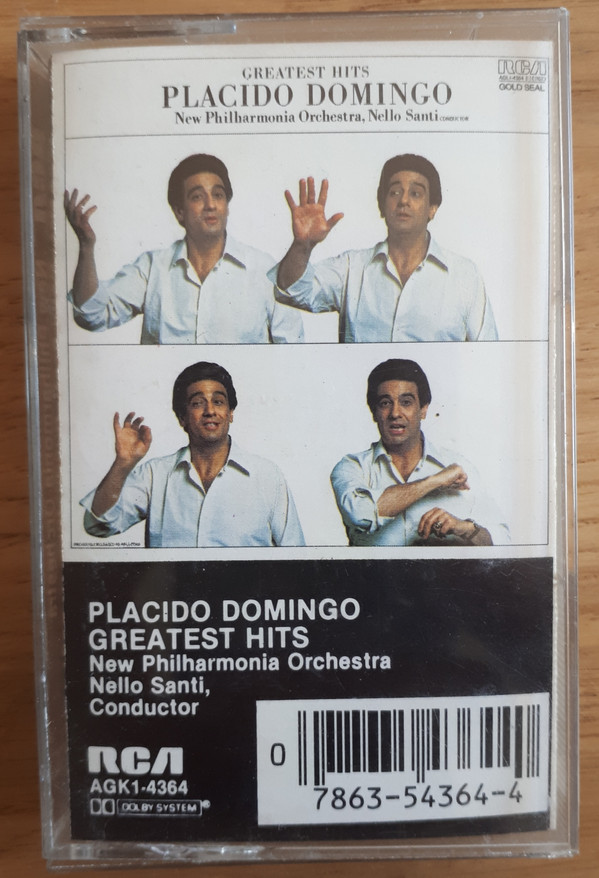 GREATEST HITS
PLACIDO DOMINGO
New Philharmonia Orchestra, Nello Santi CONDUCTOR
RCA
GOLD SEAL
PLACIDO DOMINGO
GREATEST HITS
New Philharmonia Orchestra
Nello Santi,
Conductor
RCA
AGK1-4364
DOLBY SYSTEM®
0 7863-54364-4